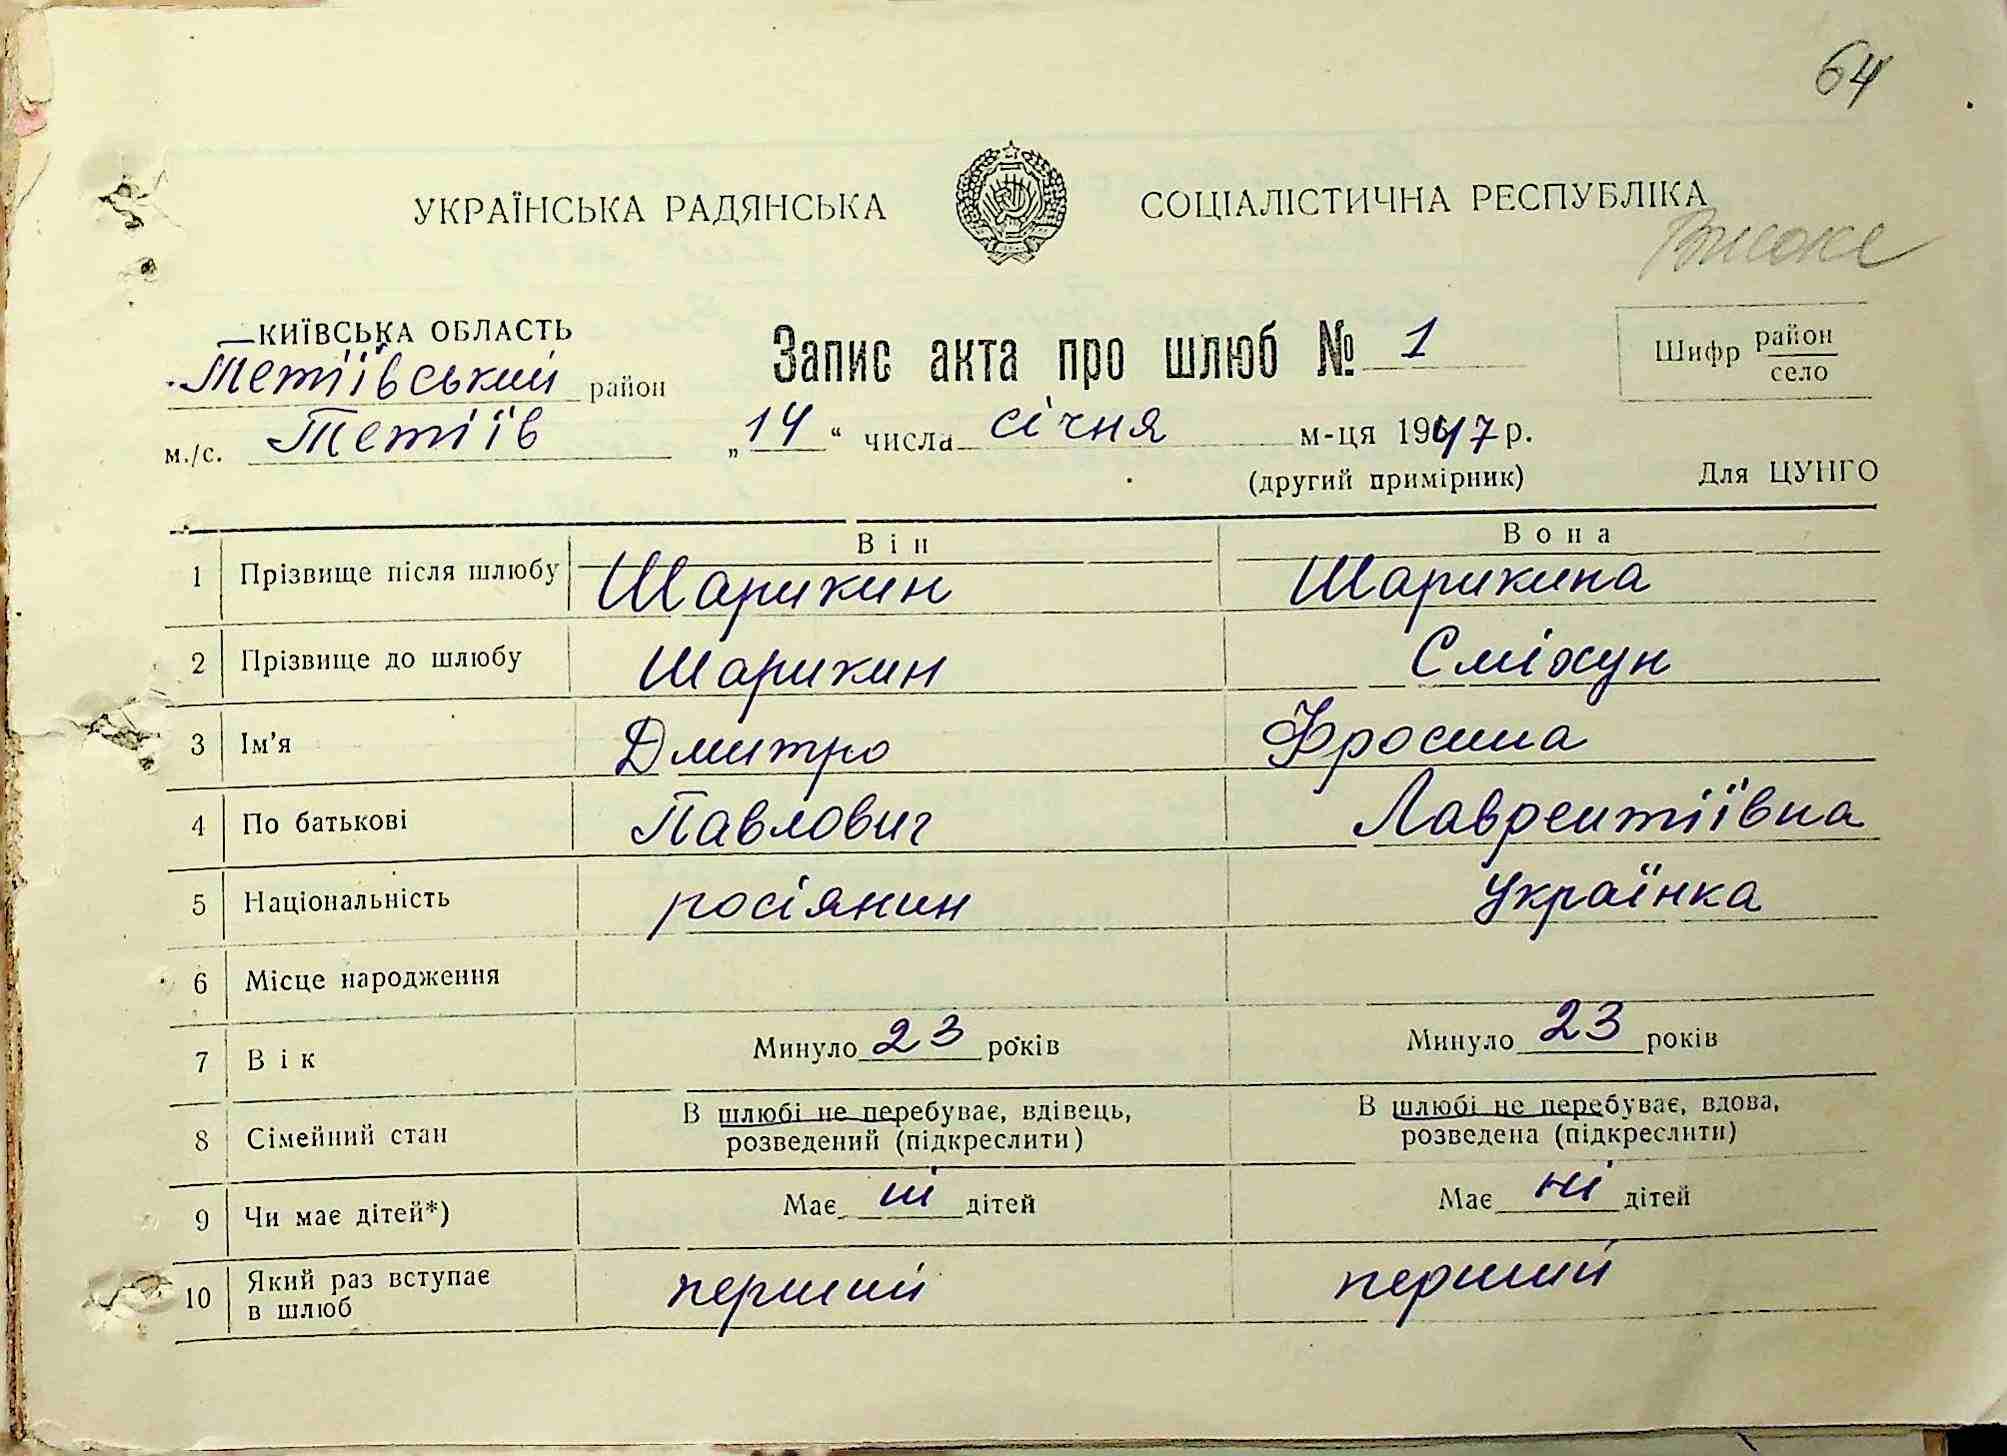 64
УКРАЇНСЬКА РАДЯНСЬКА СОЦІАЛІСТИЧНА РЕСПУБЛІКА
Високе
КИЇВСЬКА ОБЛАСТЬ
Тетіївський район
м./с. Тетіїв
Запис акта про шлюб № 1
„14“ числа січня м-ця 1947 р.
(другий примірник)
Шифр район
село
Для ЦУНГО
Він Вона
1 Прізвище після шлюбу Шарикин Шарикина
2 Прізвище до шлюбу Шарикин Сміхун
3 Ім’я Дмитро Фросина
4 По батькові Павлович Лаврентіївна
5 Національність росіянин Українка
6 Місце народження
7 Вік Минуло 23 років Минуло 23 років
8 Сімейний стан В шлюбі не перебуває, вдівець, В шлюбі не перебуває, вдова,
розведений (підкреслити) розведена (підкреслити)
9 Чи має дітей*) Має ні дітей Має ні дітей
10 Який раз вступає
в шлюб перший перший